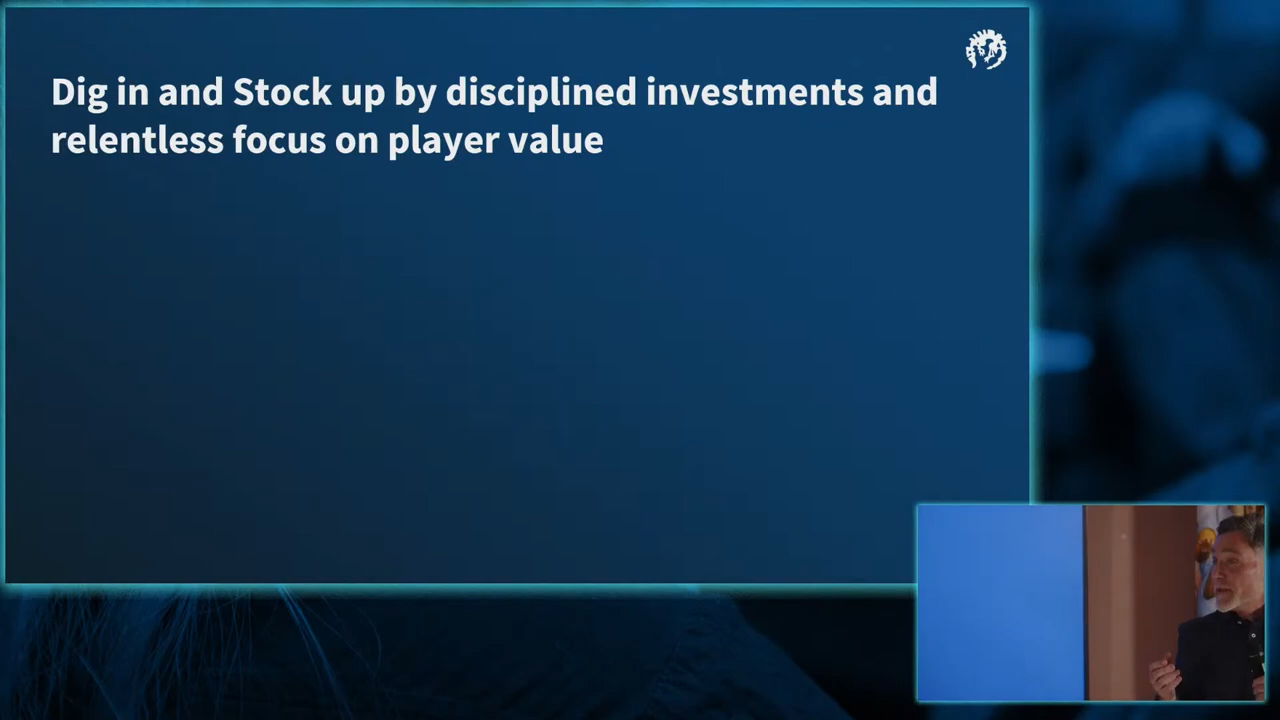 Dig in and Stock up by disciplined investments and
relentless focus on player value